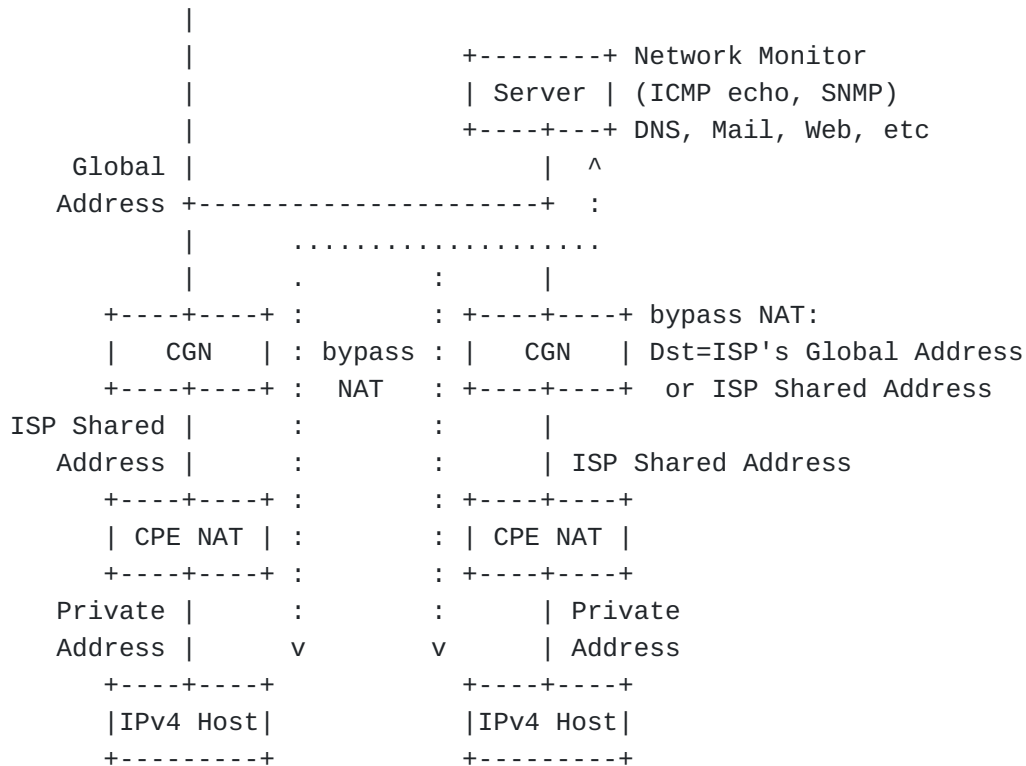 Network Monitor
Server (ICMP echo, SNMP)
DNS, Mail, Web, etc
Global
Address
bypass NAT:
CGN bypass CGN Dst=ISP's Global Address
NAT or ISP Shared Address
ISP Shared
Address ISP Shared Address
CPE NAT CPE NAT
Private Private
Address Address
IPv4 Host IPv4 Host